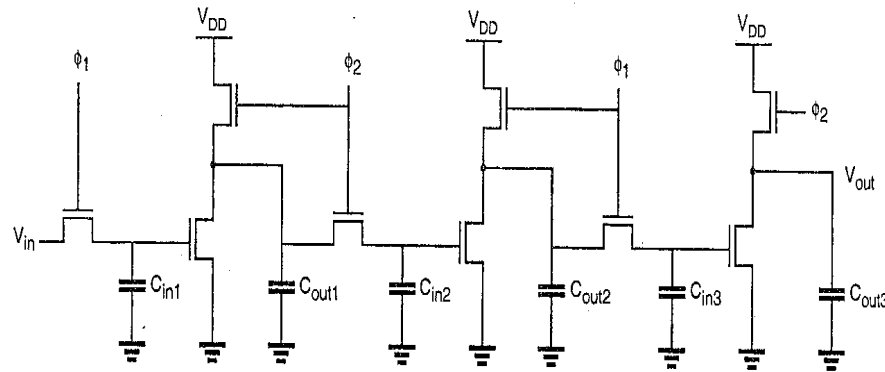 V_DD V_DD V_DD
ϕ₁ ϕ₂ ϕ₁
ϕ₂
V_out
V_in
C_in1 C_out1 C_in2 C_out2 C_in3 C_out3